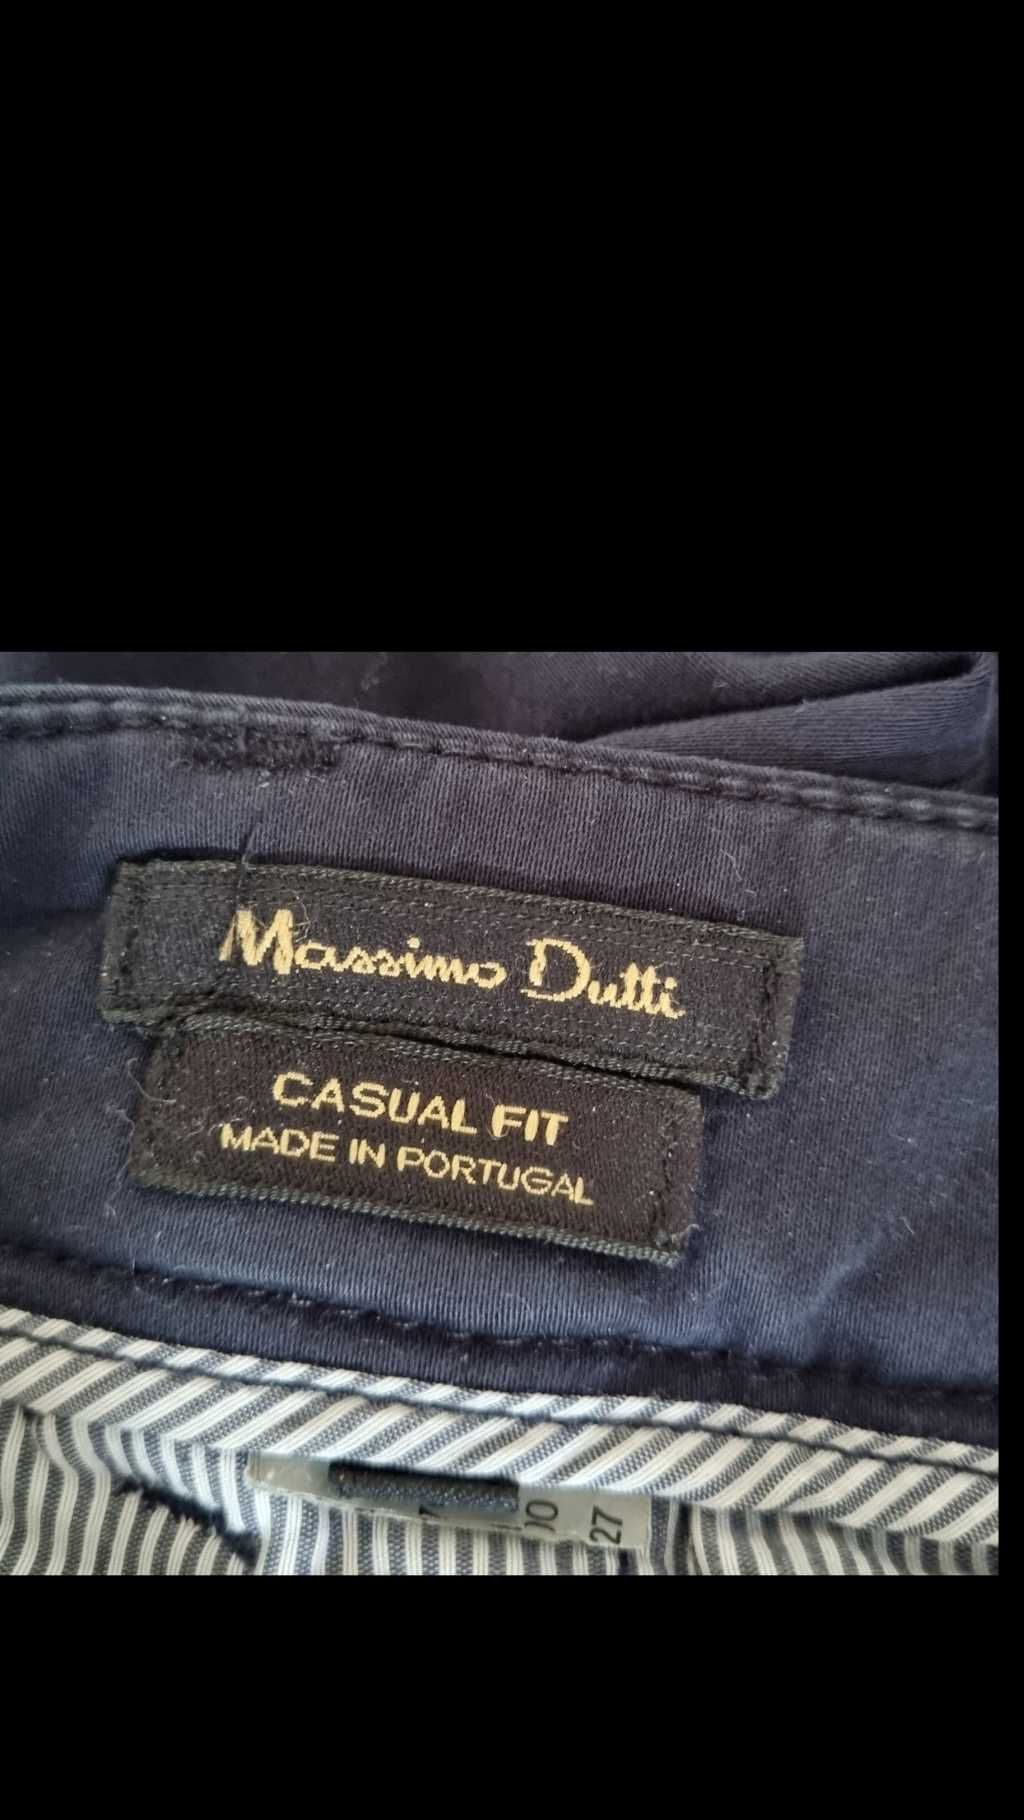 Massimo Dutti
CASUAL FIT
MADE IN PORTUGAL
27